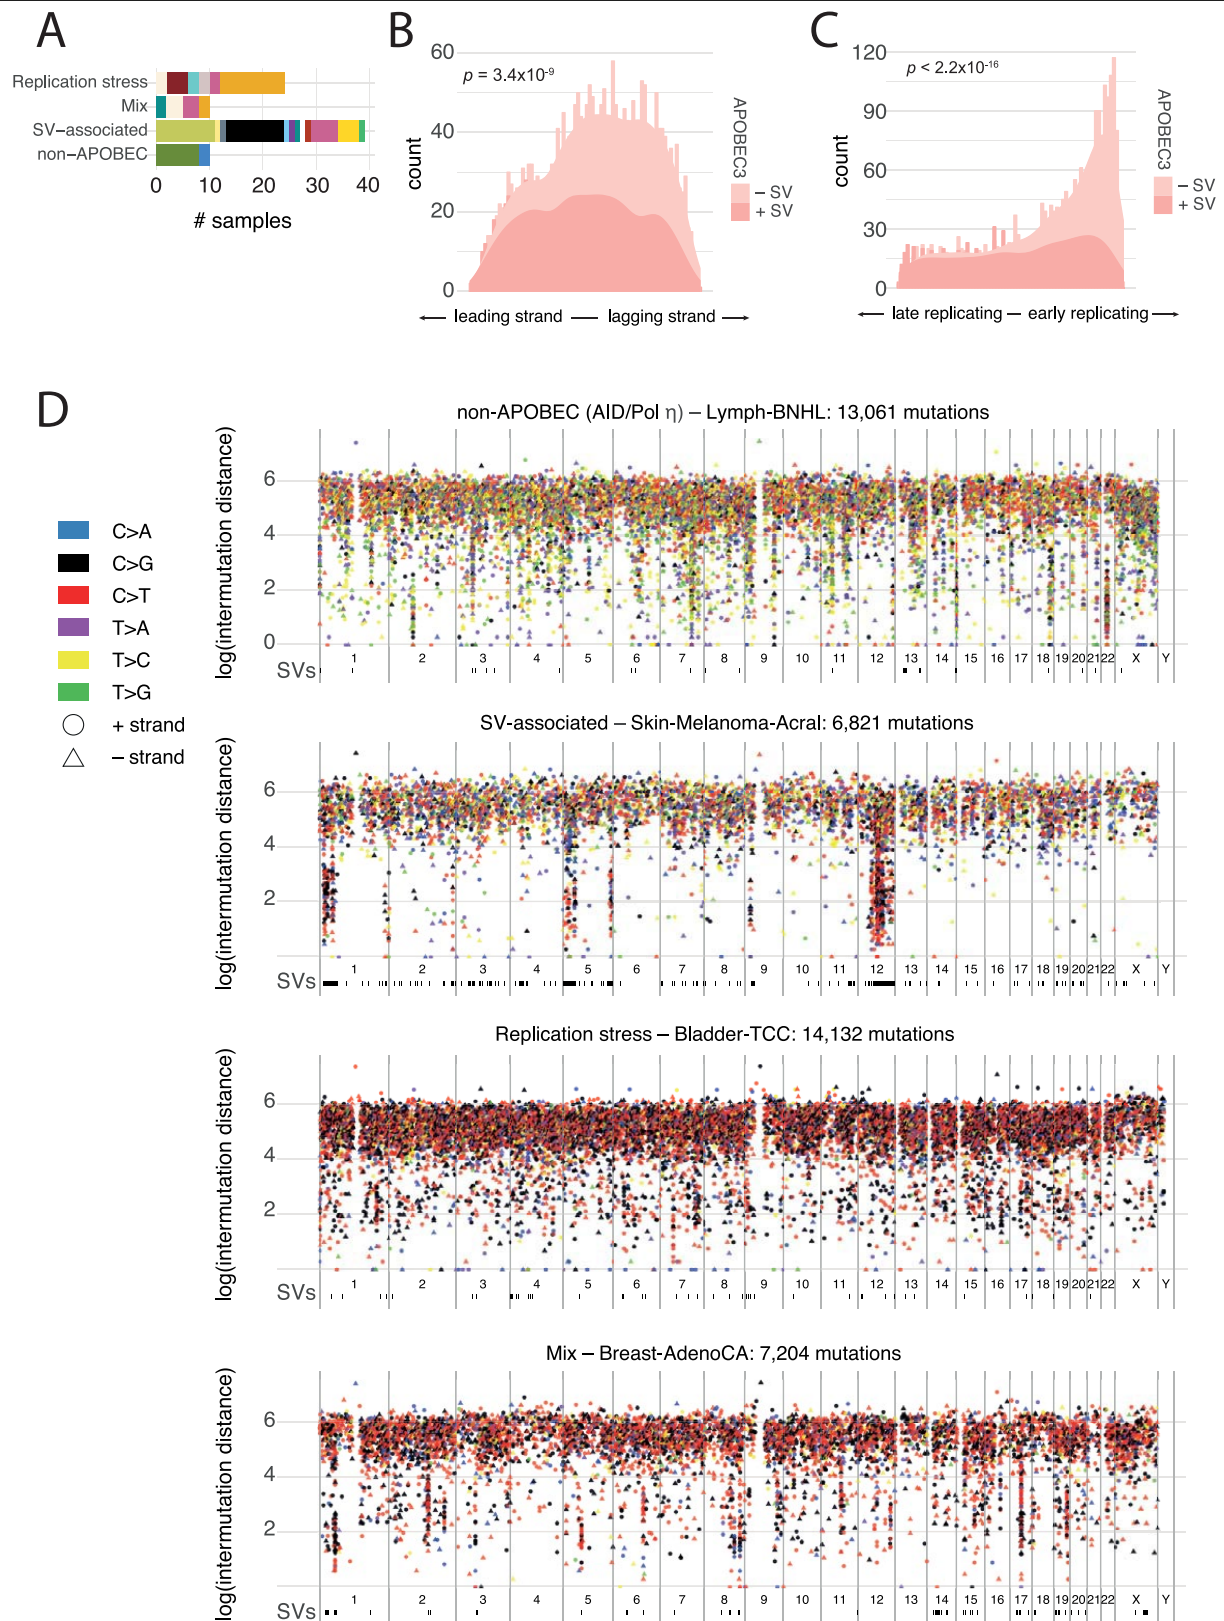 A
Replication stress
Mix
SV−associated
non−APOBEC
0 10 20 30 40
# samples
B
60
40
20
0
count
p = 3.4x10-9
APOBEC3
− SV
+ SV
leading strand — lagging strand
C
120
90
60
30
0
count
p < 2.2x10-16
APOBEC3
− SV
+ SV
late replicating — early replicating
D
C>A
C>G
C>T
T>A
T>C
T>G
+ strand
− strand
non-APOBEC (AID/Pol η) – Lymph-BNHL: 13,061 mutations
log(intermutation distance)
6
4
2
0
1 2 3 4 5 6 7 8 9 10 11 12 13 14 15 16 17 18 19 20 21 22 X Y
SVs
SV-associated – Skin-Melanoma-Acral: 6,821 mutations
log(intermutation distance)
6
4
2
1 2 3 4 5 6 7 8 9 10 11 12 13 14 15 16 17 18 19 20 21 22 X Y
SVs
Replication stress – Bladder-TCC: 14,132 mutations
log(intermutation distance)
6
4
2
1 2 3 4 5 6 7 8 9 10 11 12 13 14 15 16 17 18 19 20 21 22 X Y
SVs
Mix – Breast-AdenoCA: 7,204 mutations
log(intermutation distance)
6
4
2
1 2 3 4 5 6 7 8 9 10 11 12 13 14 15 16 17 18 19 20 21 22 X Y
SVs